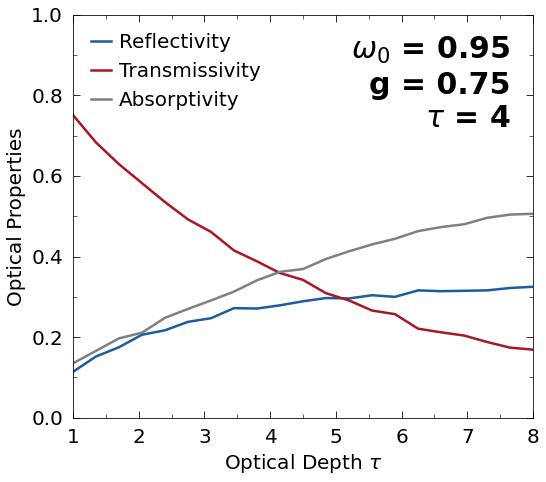 Reflectivity
Transmissivity
Absorptivity
ω₀ = 0.95
g = 0.75
τ = 4
Optical Properties
1.0
0.8
0.6
0.4
0.2
0.0
1 2 3 4 5 6 7 8
Optical Depth τ